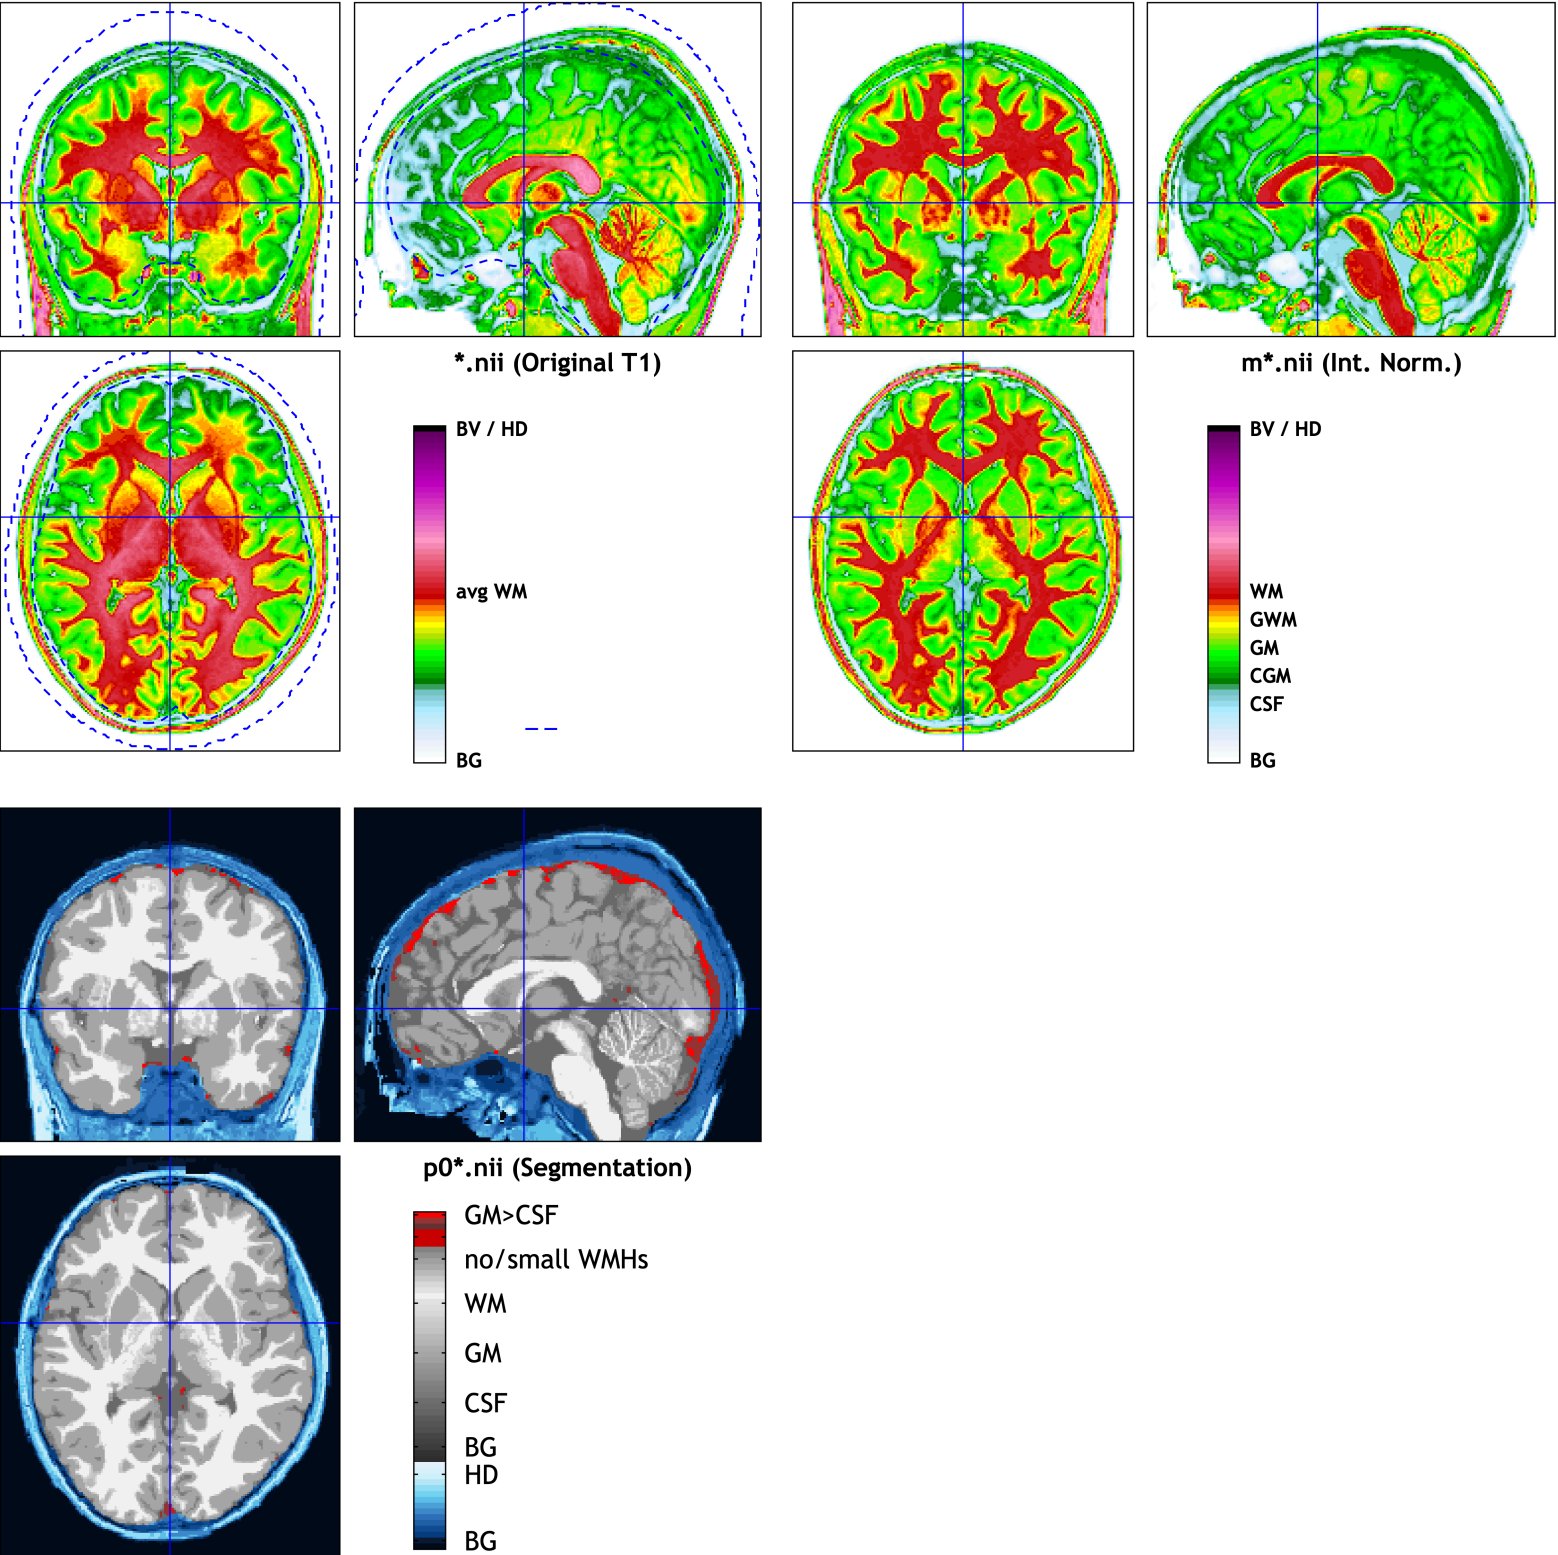 *.nii (Original T1)
BV / HD
avg WM
BG
m*.nii (Int. Norm.)
BV / HD
WM
GWM
GM
CGM
CSF
BG
p0*.nii (Segmentation)
GM>CSF
no/small WMHs
WM
GM
CSF
BG
HD
BG